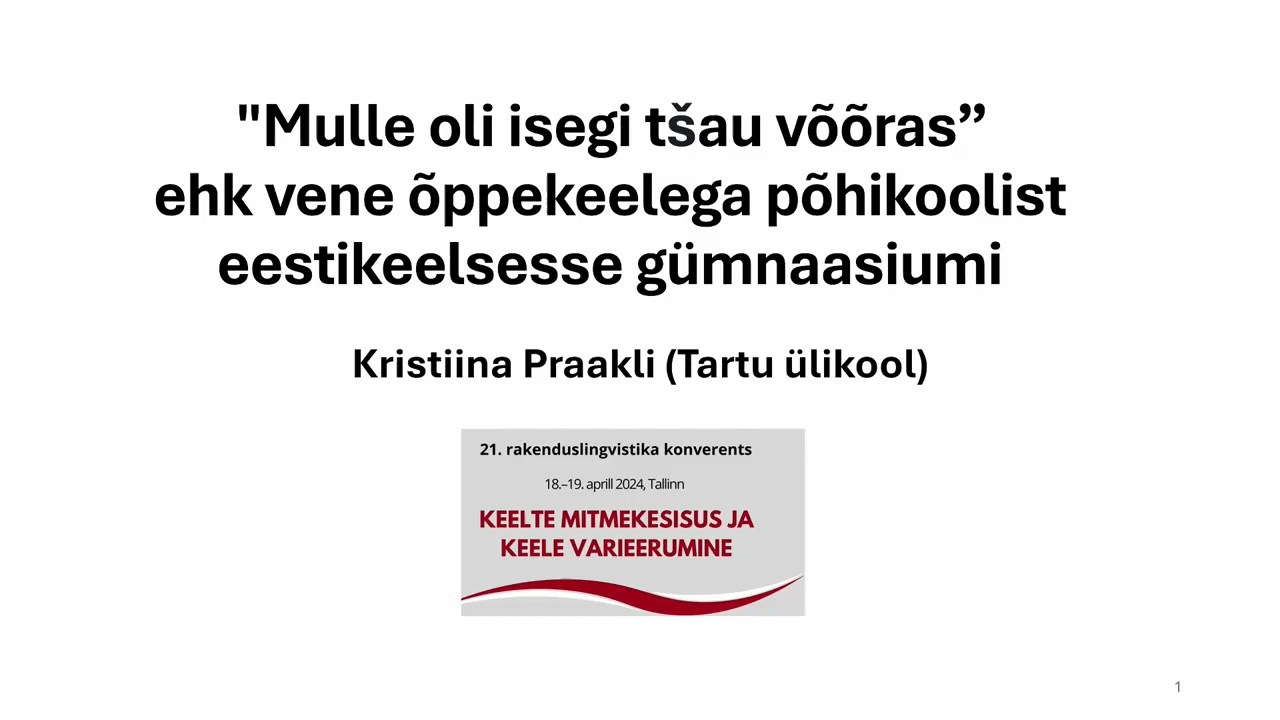 "Mulle oli isegi tšau võõras”
ehk vene õppekeelega põhikoolist
eestikeelsesse gümnaasiumi
Kristiina Praakli (Tartu ülikool)
21. rakenduslingvistika konverents
18.–19. aprill 2024, Tallinn
KEELTE MITMEKESISUS JA
KEELE VARIEERUMINE
1